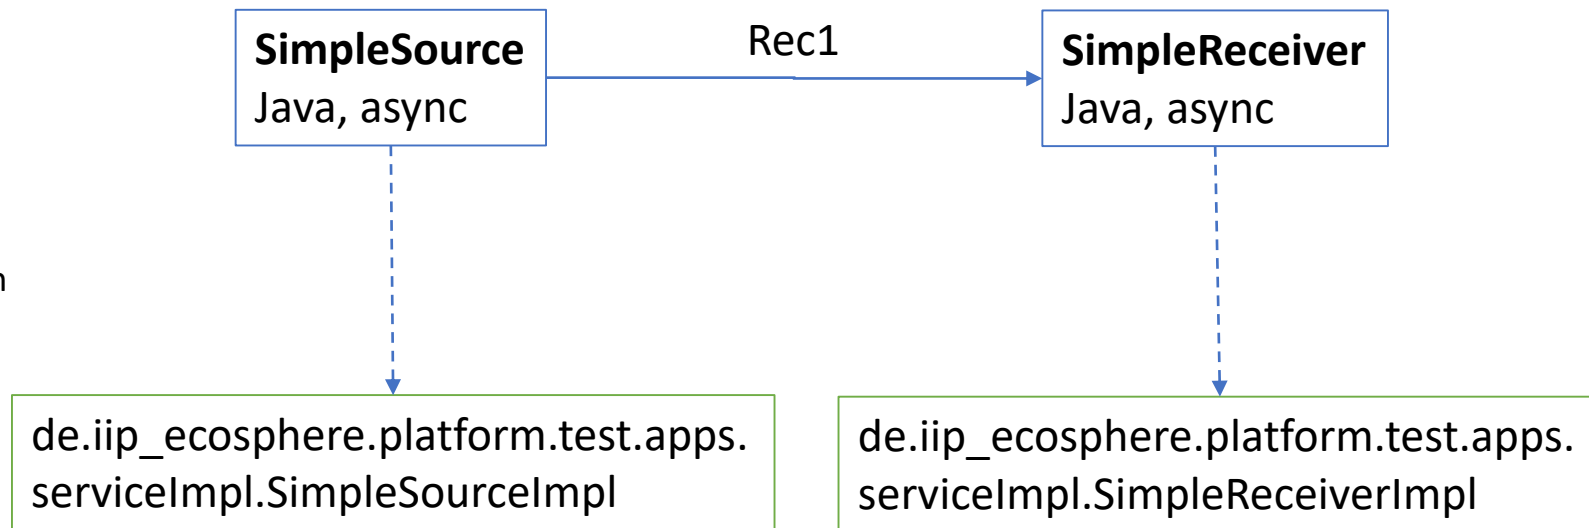 SimpleSource
Java, async
Rec1
SimpleReceiver
Java, async
n
de.iip_ecosphere.platform.test.apps.
serviceImpl.SimpleSourceImpl
de.iip_ecosphere.platform.test.apps.
serviceImpl.SimpleReceiverImpl